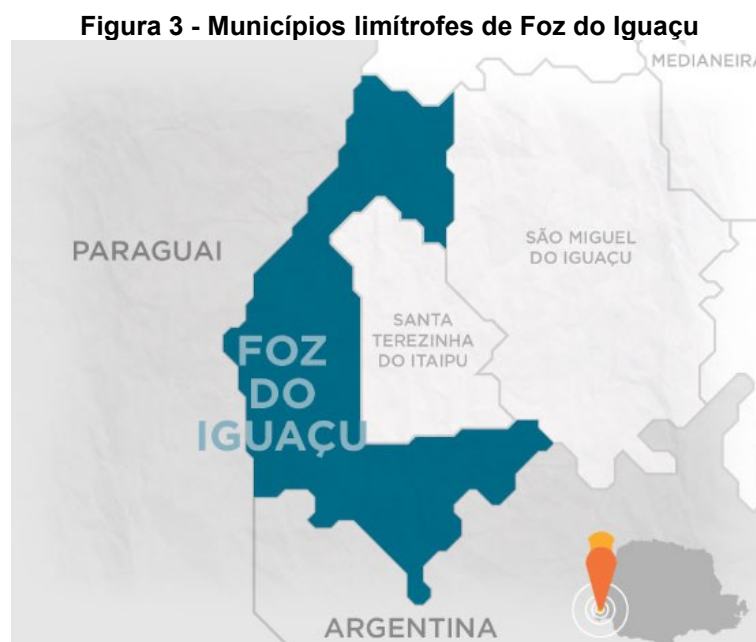 Figura 3 - Municípios limítrofes de Foz do Iguaçu
MEDIANEIRA
PARAGUAI
SÃO MIGUEL
DO IGUAÇU
SANTA
TEREZINHA
DO ITAIPU
FOZ
DO
IGUAÇU
ARGENTINA